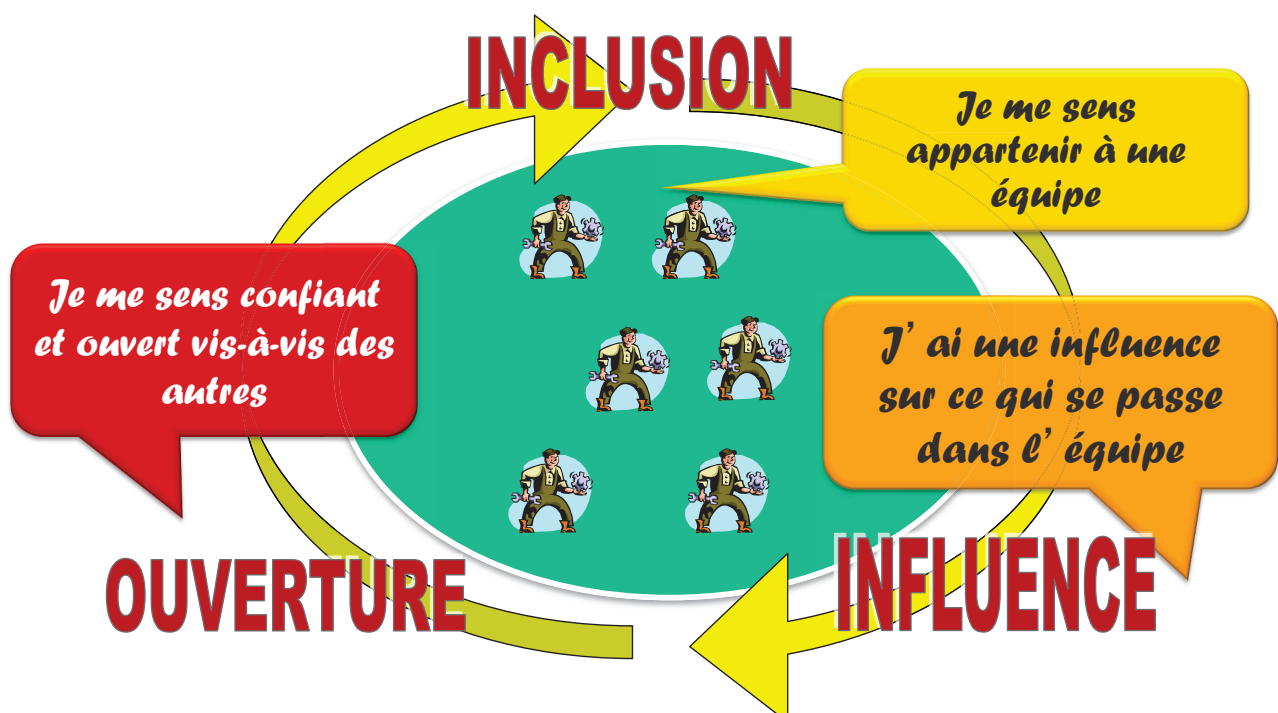 INCLUSION
Je me sens
appartenir à une
équipe
Je me sens confiant
et ouvert vis-à-vis des
autres
J’ ai une influence
sur ce qui se passe
dans l’ équipe
OUVERTURE
INFLUENCE